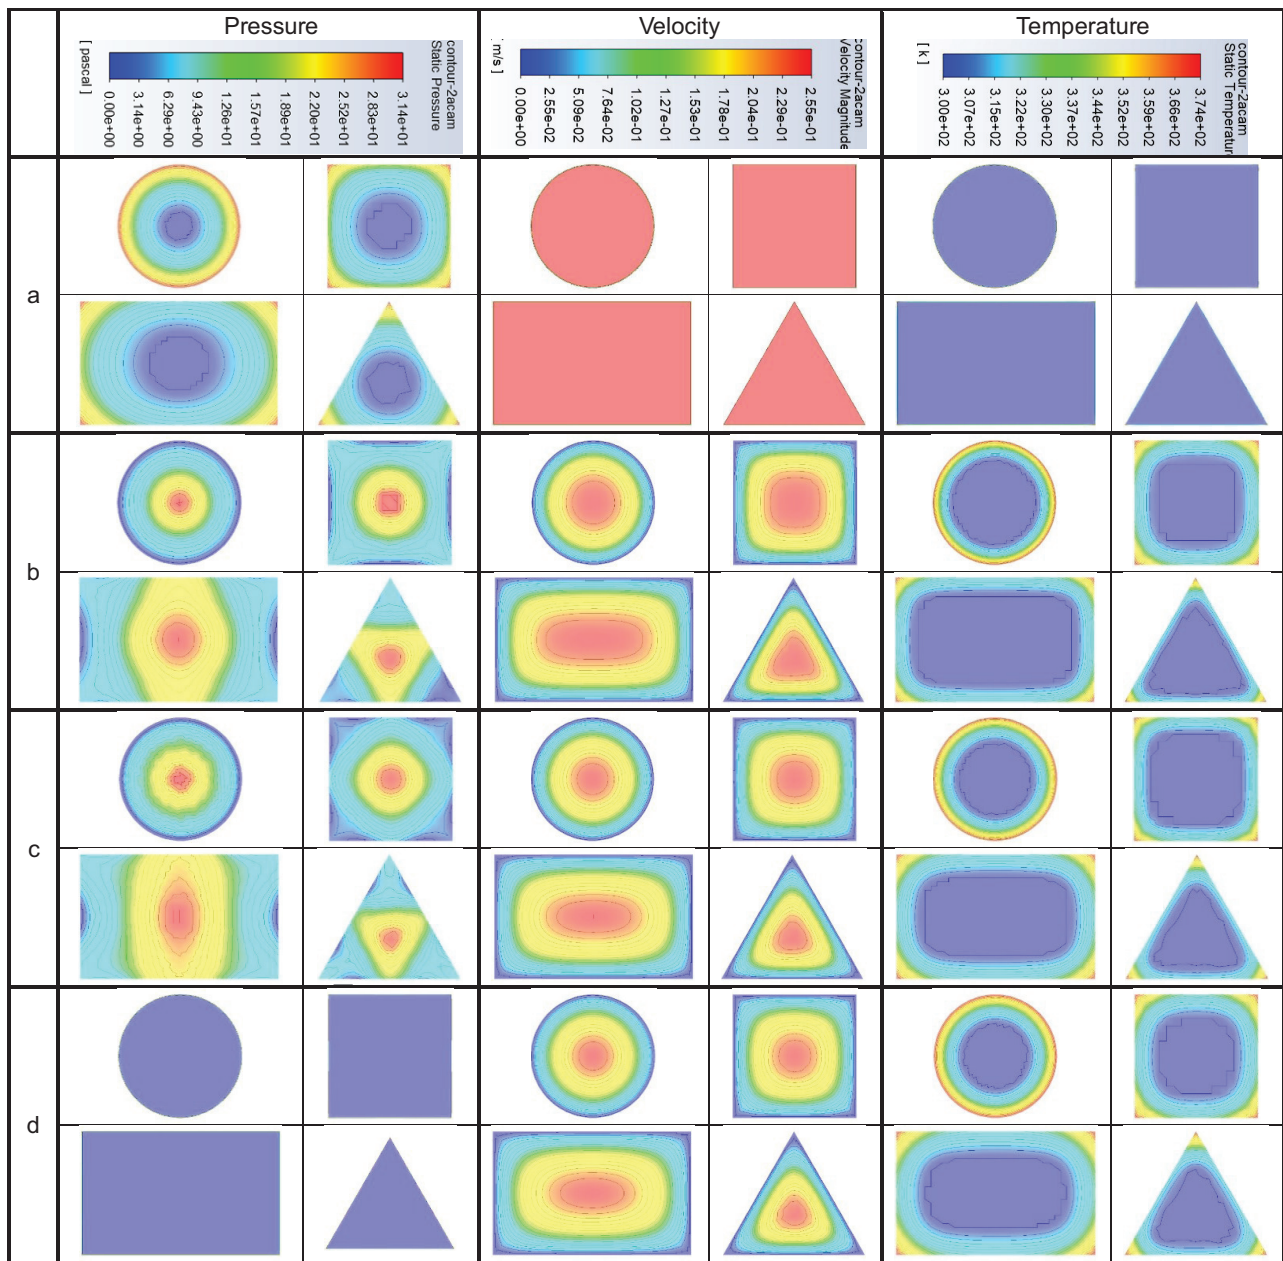 Pressure
Velocity
Temperature
contour-2acam
Static Pressure
[ pascal ]
0.00e+00
3.14e+00
6.29e+00
9.43e+00
1.26e+01
1.57e+01
1.89e+01
2.20e+01
2.52e+01
2.83e+01
3.14e+01
contour-2acam
Velocity Magnitude
m/s ]
0.00e+00
2.55e-02
5.09e-02
7.64e-02
1.02e-01
1.27e-01
1.53e-01
1.78e-01
2.04e-01
2.29e-01
2.55e-01
contour-2acam
Static Temperatur
[ k ]
3.00e+02
3.07e+02
3.15e+02
3.22e+02
3.30e+02
3.37e+02
3.44e+02
3.52e+02
3.59e+02
3.66e+02
3.74e+02
a
b
c
d